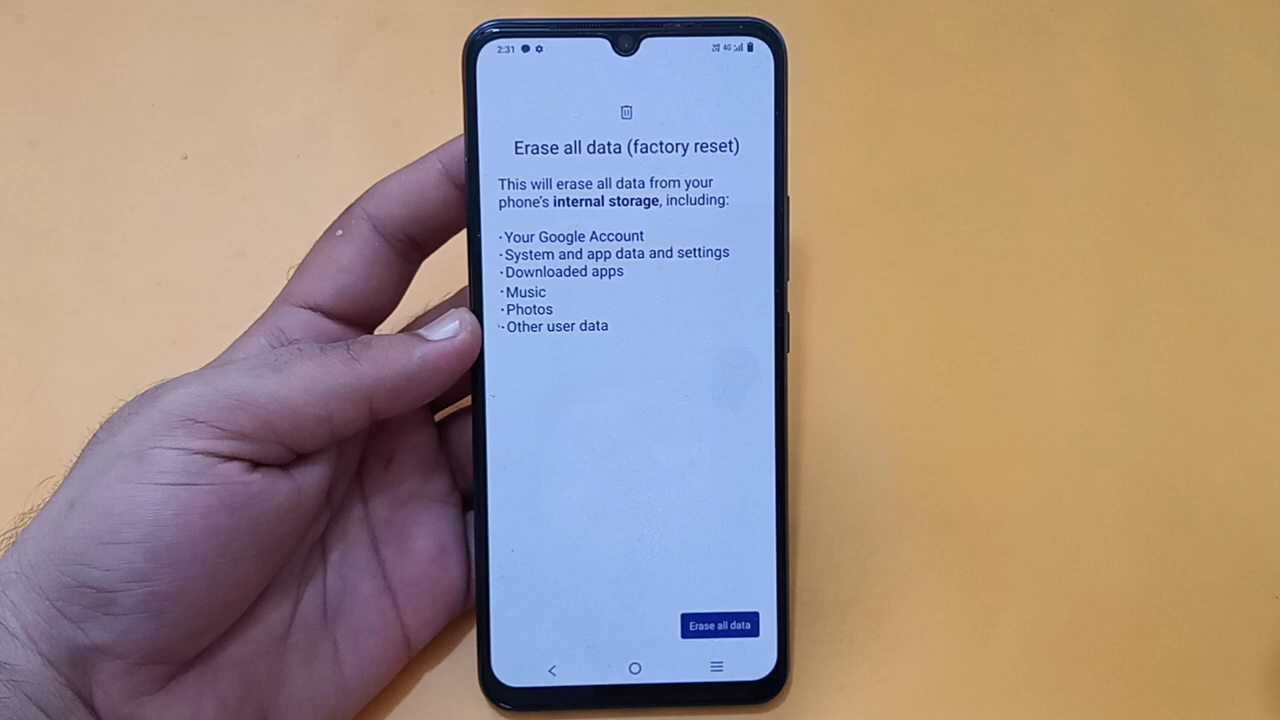 2:31 4G
Erase all data (factory reset)
This will erase all data from your
phone's internal storage, including:
·Your Google Account
·System and app data and settings
·Downloaded apps
·Music
·Photos
·Other user data
Erase all data